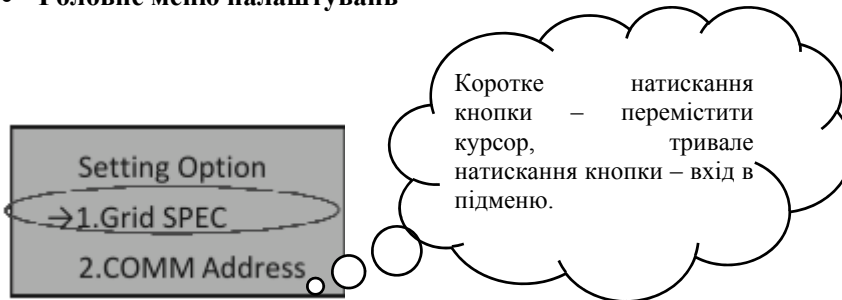 • Головне меню налаштувань
Коротке натискання
кнопки – перемістити
курсор, тривале
натискання кнопки – вхід в
підменю.
Setting Option
→1.Grid SPEC
2.COMM Address